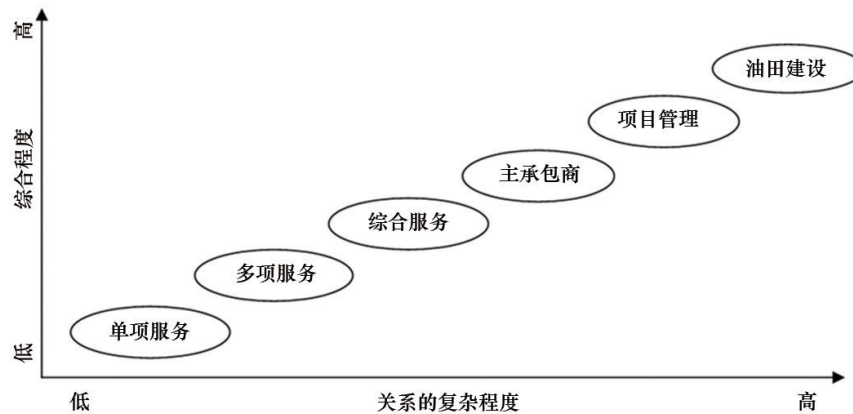 高
油田建设
项目管理
主承包商
综合程度
综合服务
多项服务
单项服务
低
低
关系的复杂程度
高